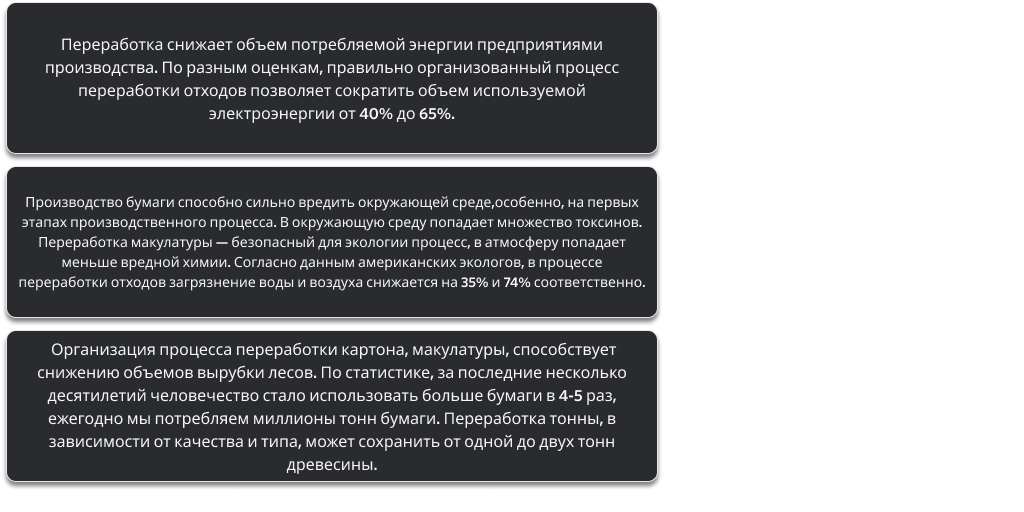 Переработка снижает объем потребляемой энергии предприятиями
производства. По разным оценкам, правильно организованный процесс
переработки отходов позволяет сократить объем используемой
электроэнергии от 40% до 65%.
Производство бумаги способно сильно вредить окружающей среде,особенно, на первых
этапах производственного процесса. В окружающую среду попадает множество токсинов.
Переработка макулатуры — безопасный для экологии процесс, в атмосферу попадает
меньше вредной химии. Согласно данным американских экологов, в процессе
переработки отходов загрязнение воды и воздуха снижается на 35% и 74% соответственно.
Организация процесса переработки картона, макулатуры, способствует
снижению объемов вырубки лесов. По статистике, за последние несколько
десятилетий человечество стало использовать больше бумаги в 4-5 раз,
ежегодно мы потребляем миллионы тонн бумаги. Переработка тонны, в
зависимости от качества и типа, может сохранить от одной до двух тонн
древесины.